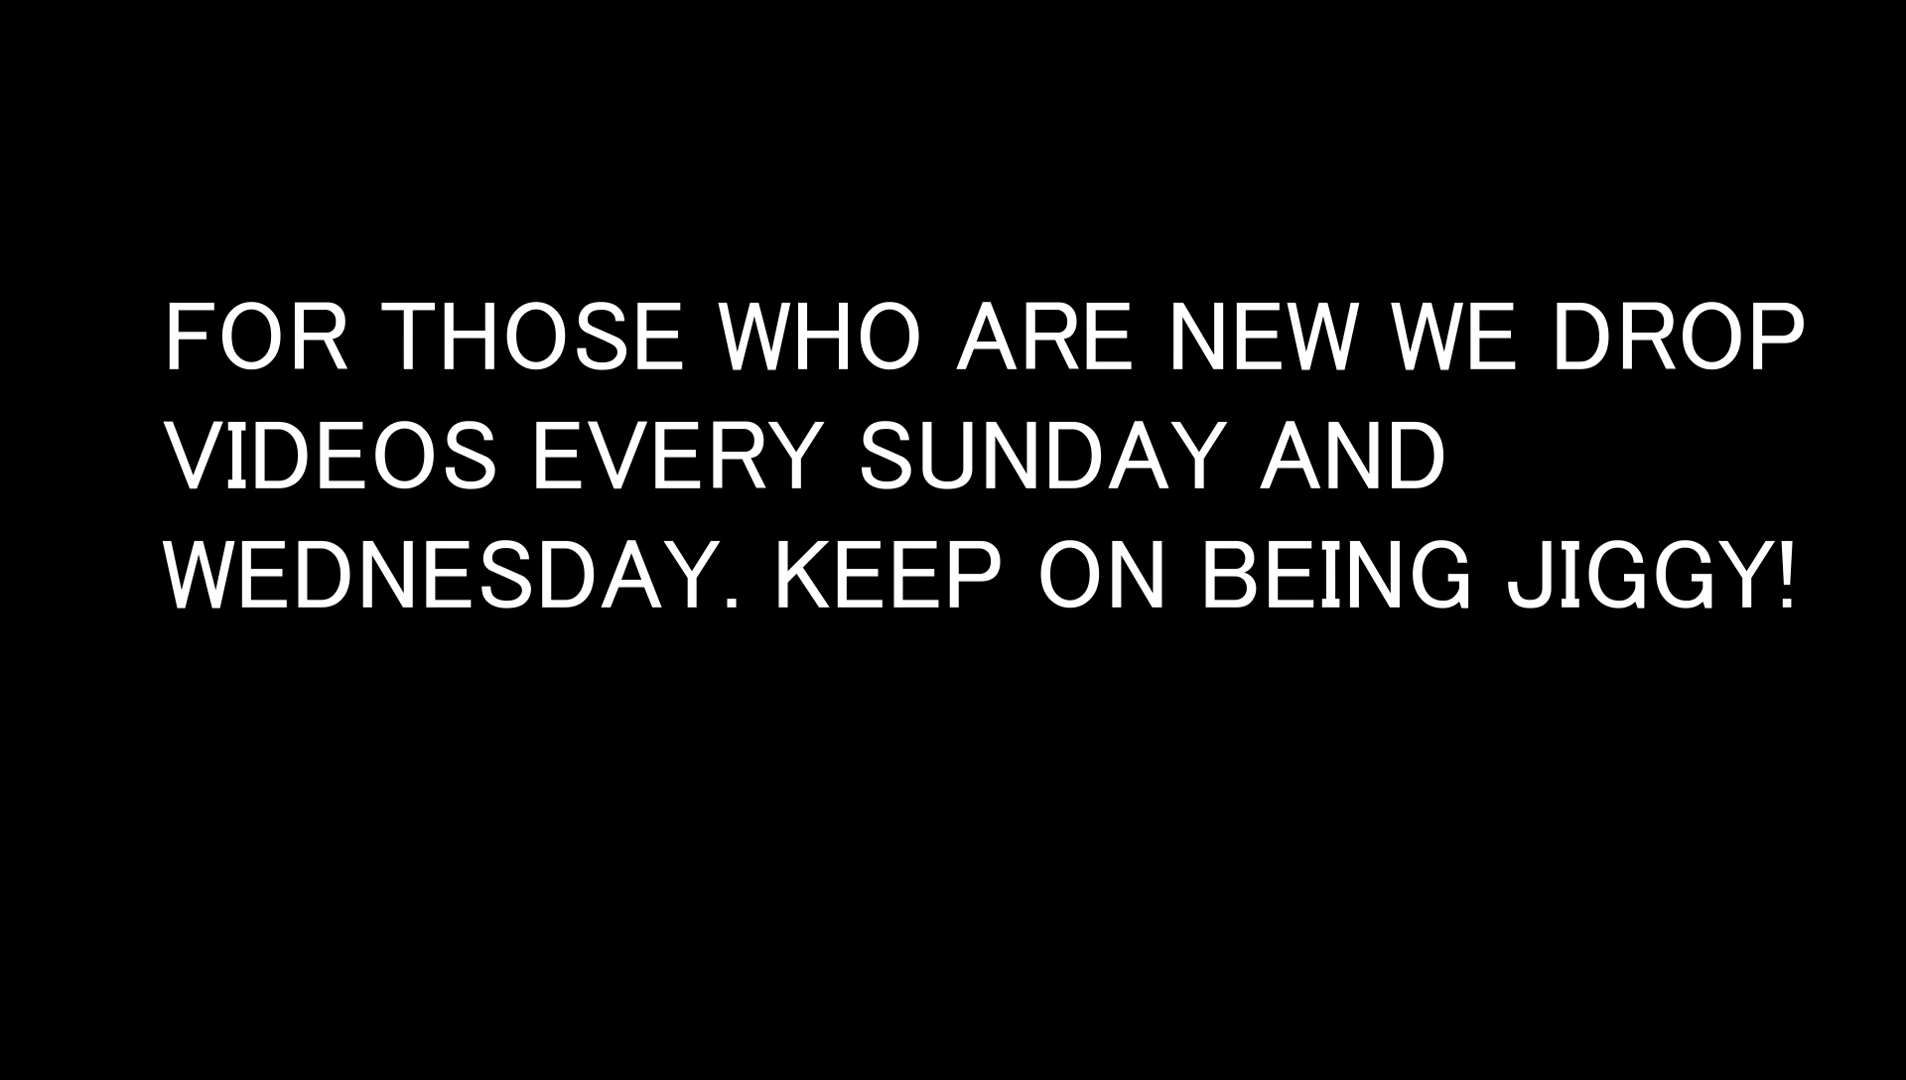 FOR THOSE WHO ARE NEW WE DROP
VIDEOS EVERY SUNDAY AND
WEDNESDAY. KEEP ON BEING JIGGY!